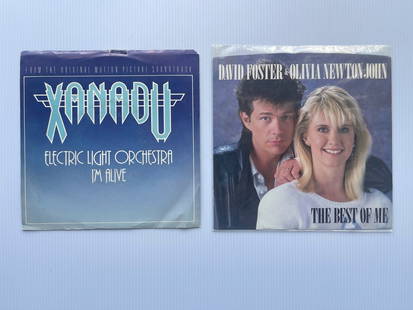 FROM THE ORIGINAL MOTION PICTURE SOUNDTRACK
XANADU
ELECTRIC LIGHT ORCHESTRA
I'M ALIVE
DAVID FOSTER & OLIVIA NEWTON-JOHN
THE BEST OF ME